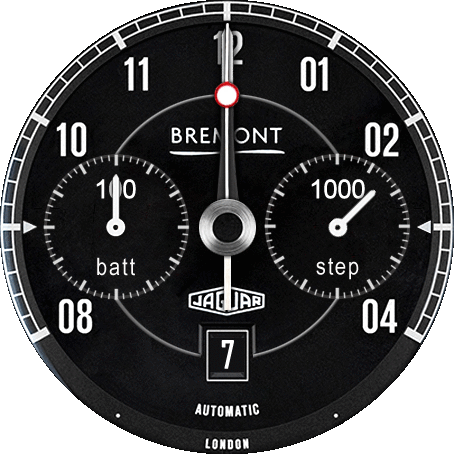 12
11 01
BREMONT
10 02
100 1000
batt step
JAGUAR
08 04
7
AUTOMATIC
LONDON